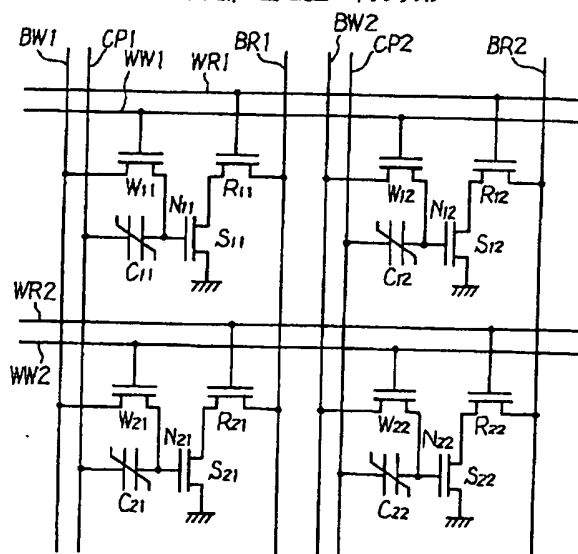 BW1 CP1 WW1 WR1 BR1 BW2 CP2 BR2
W11 R11 W12 R12
N11 S11 N12 S12
C11 C12
WR2
WW2
W21 R21 W22 R22
N21 S21 N22 S22
C21 C22